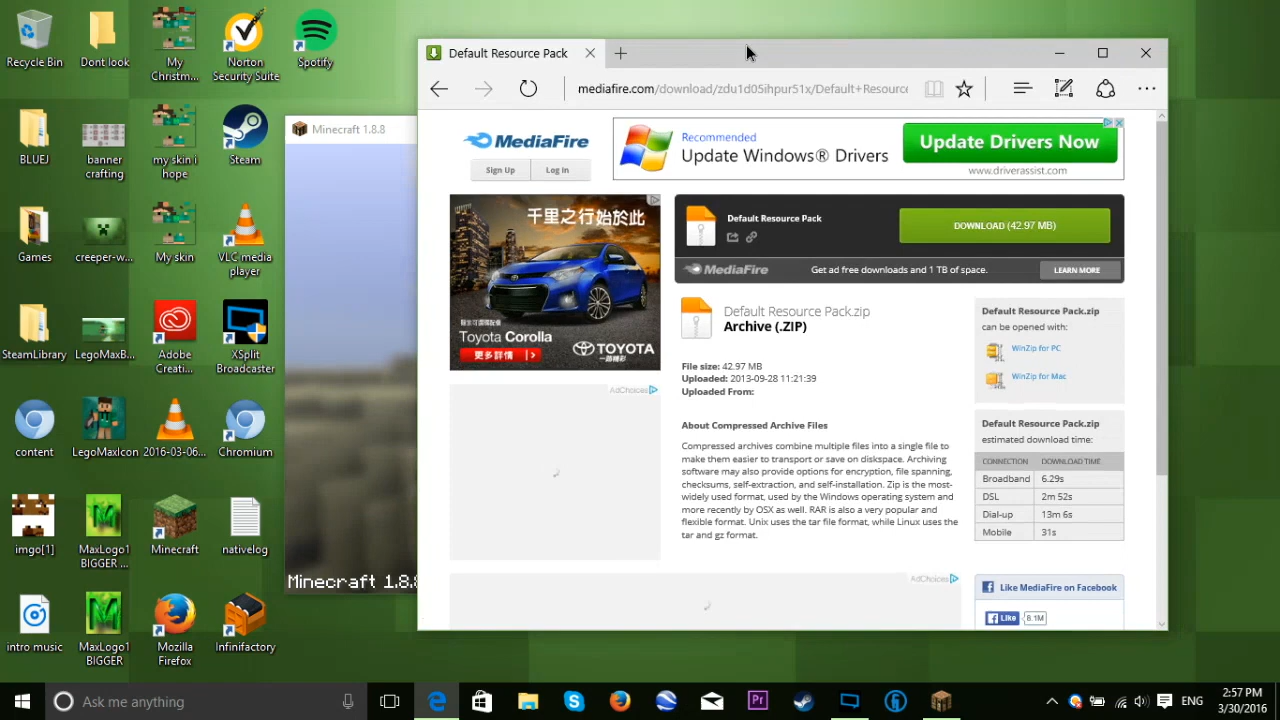 Recycle Bin
Dont look
My Christm...
Norton Security Suite
Spotify
BLUEJ
banner crafting
my skin i hope
Steam
Games
creeper-w...
My skin
VLC media player
SteamLibrary
LegoMaxB...
Adobe Creati...
XSplit Broadcaster
content
LegoMaxIcon
2016-03-06...
Chromium
imgo[1]
MaxLogo1 BIGGER ...
Minecraft
nativelog
intro music
MaxLogo1 BIGGER
Mozilla Firefox
Infinifactory
Minecraft 1.8.8
Minecraft 1.8.8
Default Resource Pack
mediafire.com/download/zdu1d05ihpur51x/Default+Resource
MediaFire
Sign Up
Log In
Recommended
Update Windows® Drivers
Update Drivers Now
www.driverassist.com
千里之行始於此
Toyota
Corolla
更多詳情
TOYOTA
Default Resource Pack
DOWNLOAD (42.97 MB)
MediaFire
Get ad free downloads and 1 TB of space.
LEARN MORE
Default Resource Pack.zip
Archive (.ZIP)
File size: 42.97 MB
Uploaded: 2013-09-28 11:21:39
Uploaded From:
About Compressed Archive Files
Compressed archives combine multiple files into a single file to
make them easier to transport or save on diskspace. Archiving
software may also provide options for encryption, file spanning,
checksums, self-extraction, and self-installation. Zip is the most-
widely used format, used by the Windows operating system and
more recently by OSX as well. RAR is also a very popular and
flexible format. Unix uses the tar file format, while Linux uses the
tar and gz format.
Default Resource Pack.zip
can be opened with:
WinZip for PC
WinZip for Mac
Default Resource Pack.zip
estimated download time:
CONNECTION DOWNLOAD TIME
Broadband 6.29s
DSL 2m 52s
Dial-up 13m 6s
Mobile 31s
AdChoices
AdChoices
Like MediaFire on Facebook
Like
8.1M
Ask me anything
ENG
2:57 PM
3/30/2016